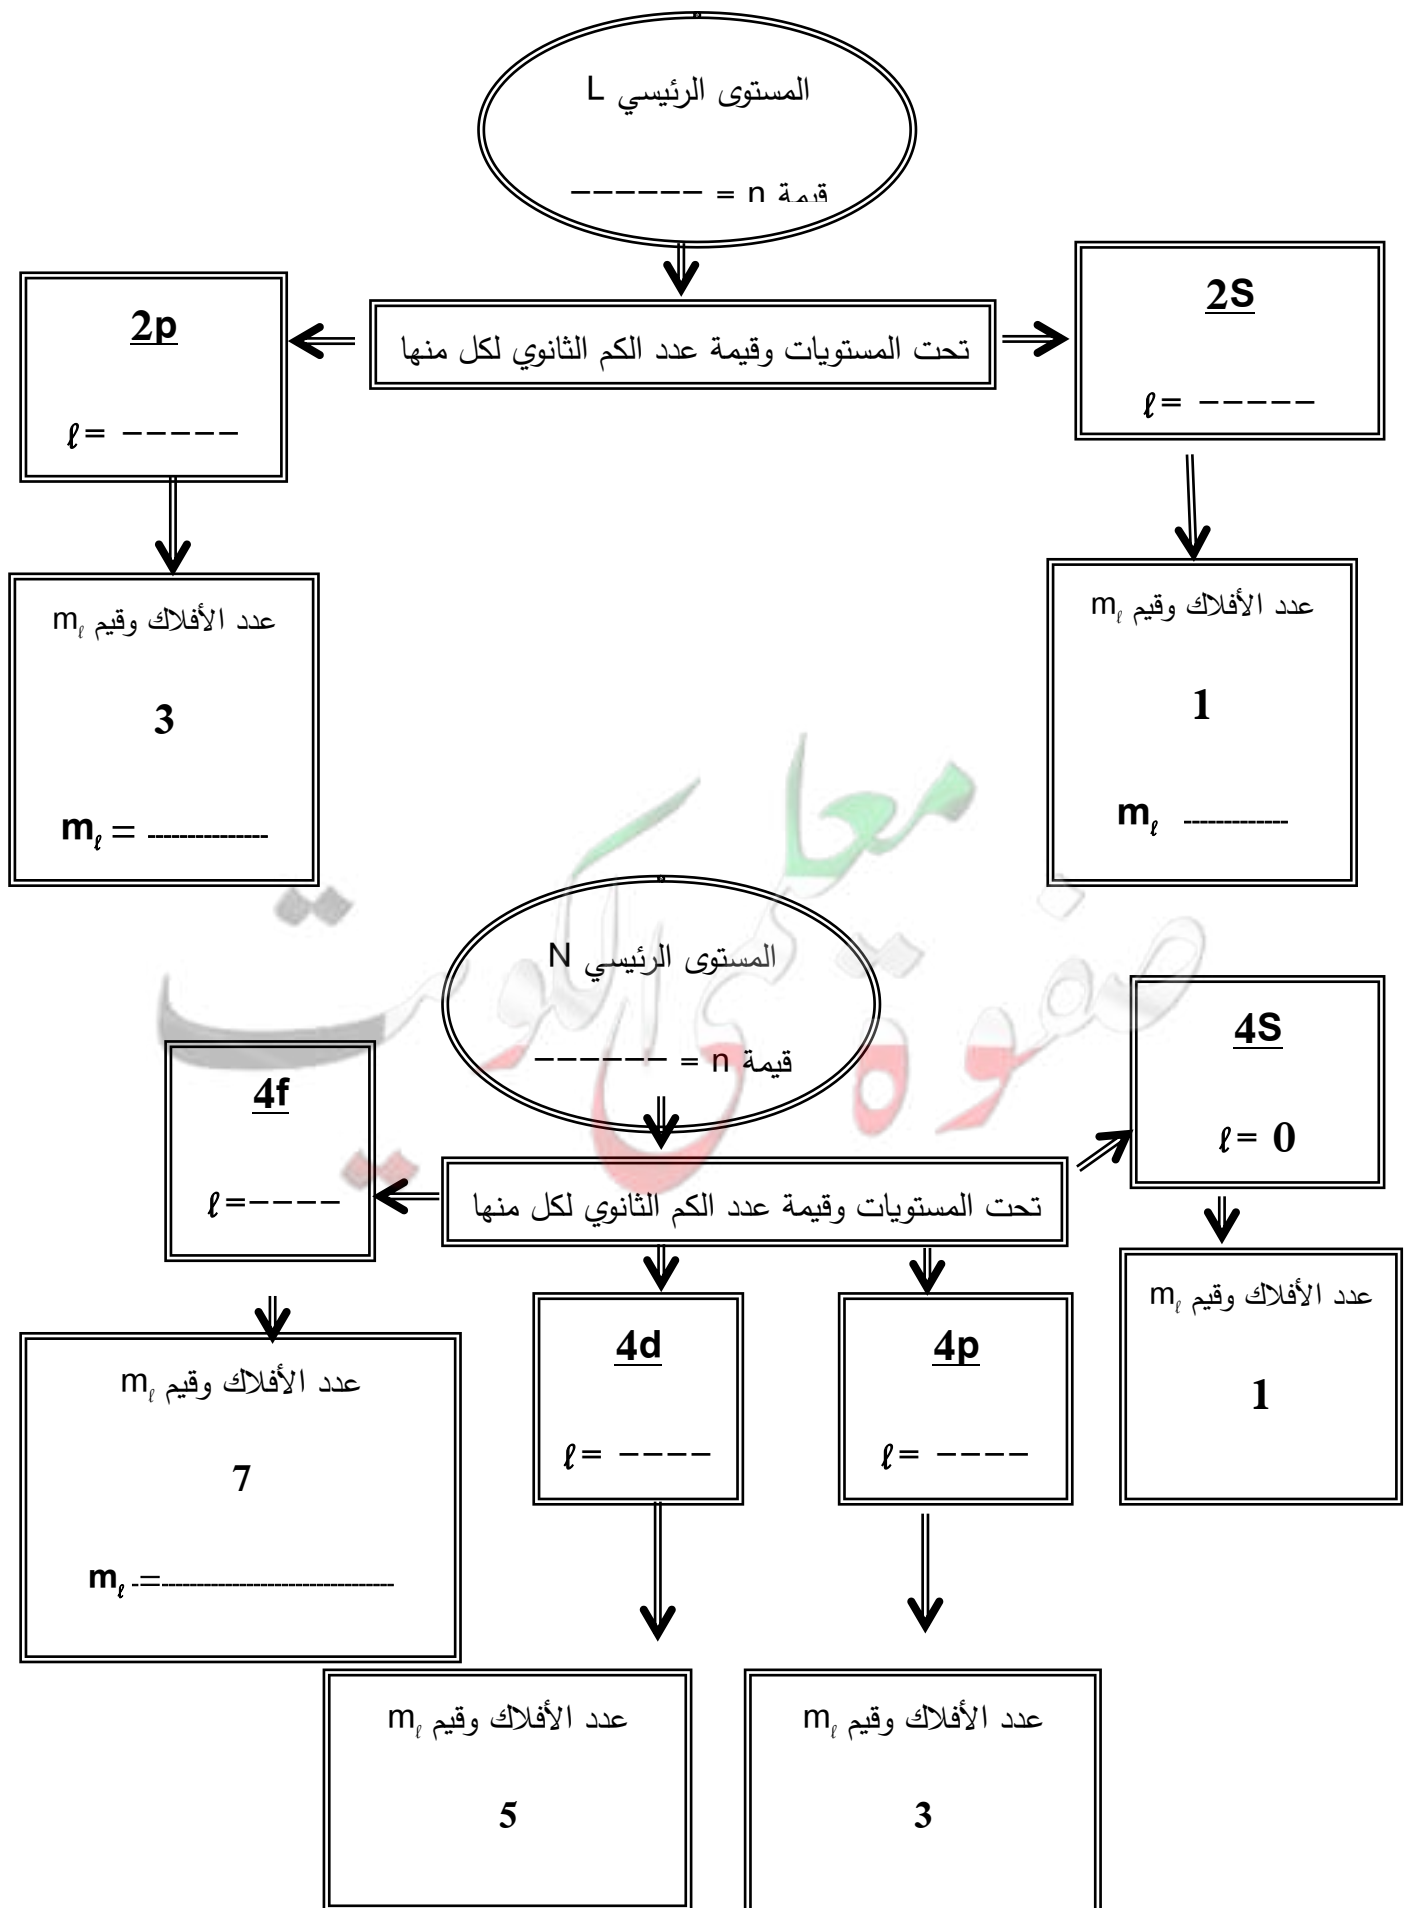 المستوى الرئيسي L
قيمة n = ------
تحت المستويات وقيمة عدد الكم الثانوي لكل منها
2S
ℓ = -----
2p
ℓ = -----
عدد الأفلاك وقيم mℓ
1
mℓ -------------
عدد الأفلاك وقيم mℓ
3
mℓ = ---------------
المستوى الرئيسي N
قيمة n = ------
تحت المستويات وقيمة عدد الكم الثانوي لكل منها
4S
ℓ = 0
4f
ℓ =----
عدد الأفلاك وقيم mℓ
1
4p
ℓ = ----
4d
ℓ = ----
عدد الأفلاك وقيم mℓ
7
mℓ -=---------------------------------
عدد الأفلاك وقيم mℓ
3
عدد الأفلاك وقيم mℓ
5
صفوة معلمى الكويت